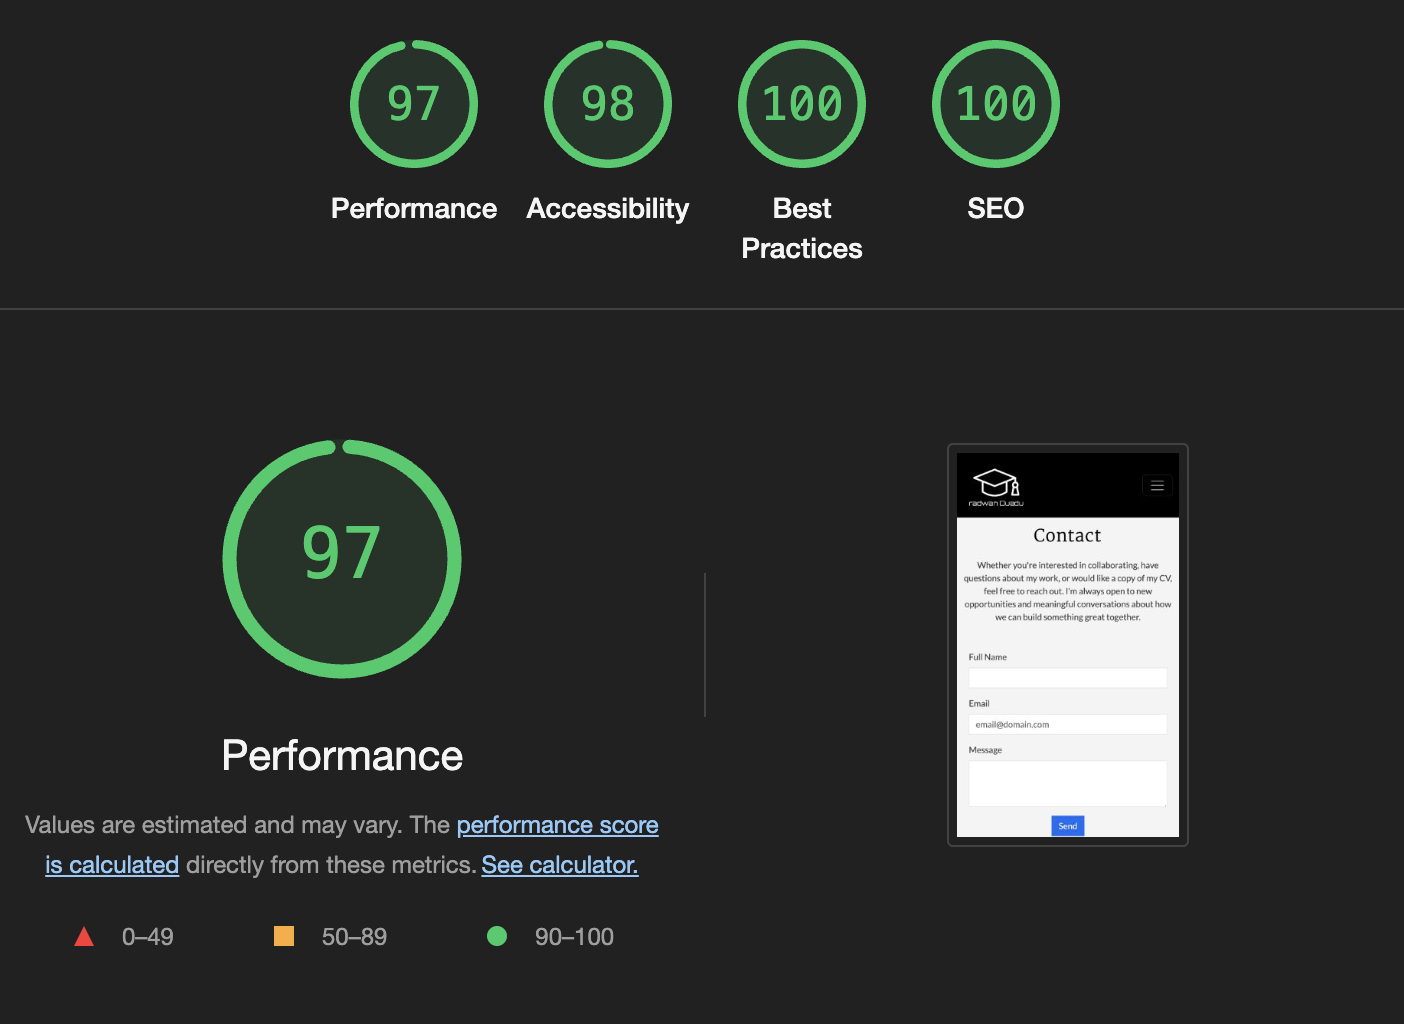 97
98
100
100
Performance
Accessibility
Best
Practices
SEO
97
Performance
Values are estimated and may vary. The performance score
is calculated directly from these metrics. See calculator.
0–49
50–89
90–100
radwan
Contact
Whether you're interested in collaborating, have
questions about my work, or would like a copy of my CV,
feel free to reach out. I'm always open to new
opportunities and meaningful conversations about how
we can build something great together.
Full Name
Email
email@domain.com
Message
Send